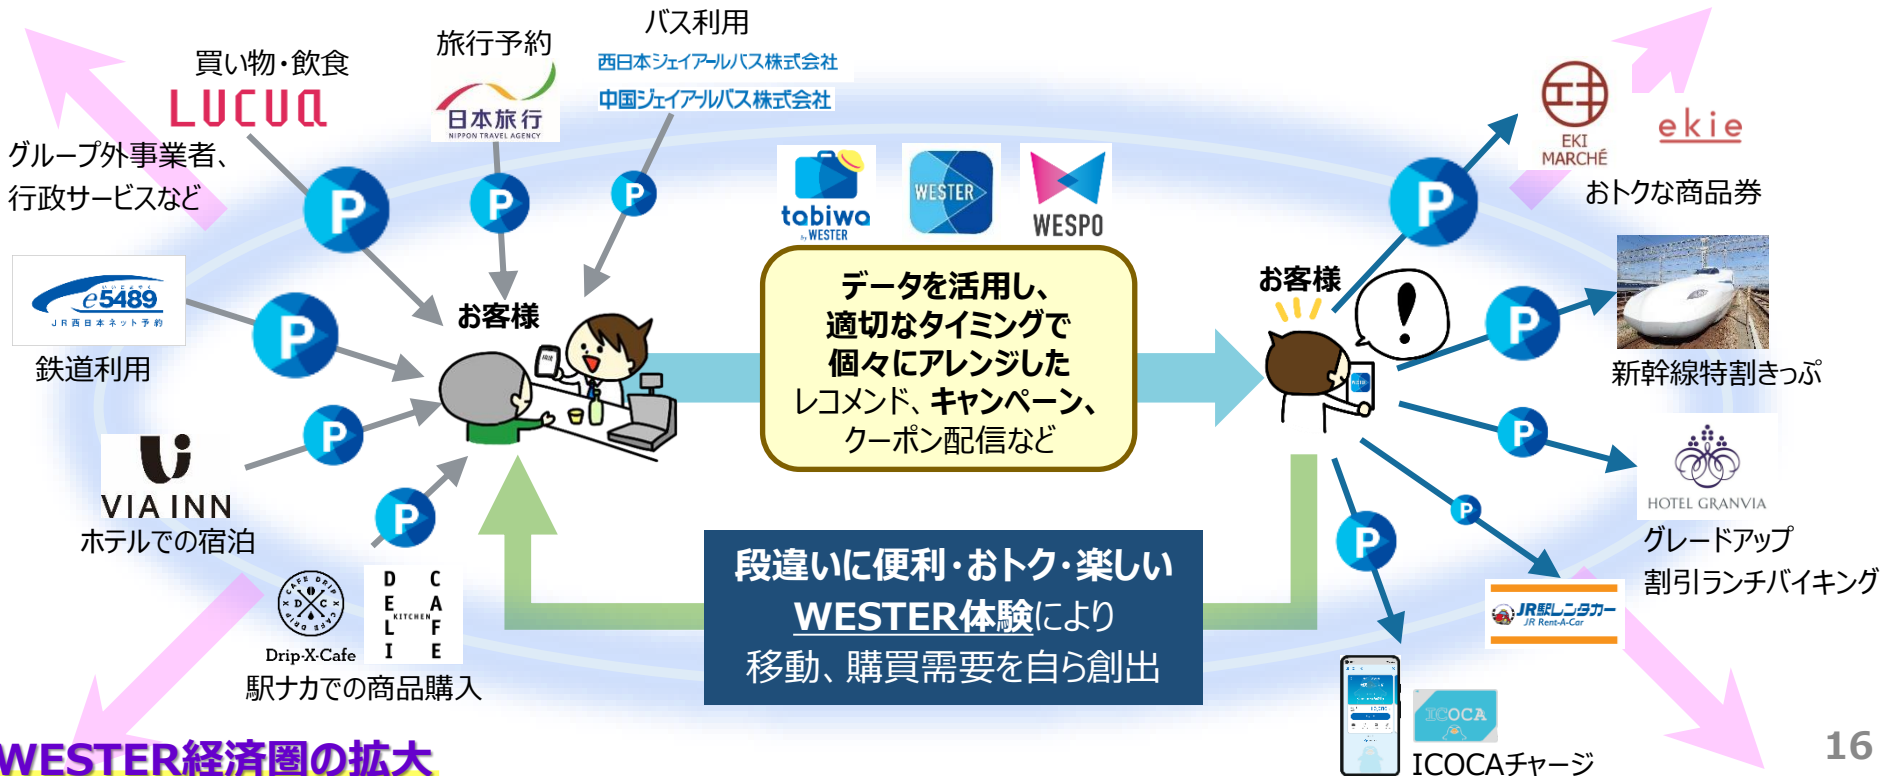 バス利用
西日本ジェイアールバス株式会社
中国ジェイアールバス株式会社
旅行予約
日本旅行
NIPPON TRAVEL AGENCY
買い物・飲食
LUCUA
グループ外事業者、
行政サービスなど
P
P
P
e5489
JR西日本ネット予約
鉄道利用
P
VIA INN
ホテルでの宿泊
P
CAFE DRIP X CAFE DRIP X
D C
Drip-X-Cafe
DELI
KITCHEN
CAFE
駅ナカでの商品購入
P
お客様
tabiwa
by WESTER
WESTER
WESPO
データを活用し、
適切なタイミングで
個々にアレンジした
レコメンド、キャンペーン、
クーポン配信など
段違いに便利・おトク・楽しい
WESTER体験により
移動、購買需要を自ら創出
お客様
!
WESTER
P
EKI
MARCHÉ
ekie
おトクな商品券
P
新幹線特割きっぷ
P
HOTEL GRANVIA
グレードアップ
割引ランチバイキング
P
JR駅レンタカー
JR Rent-A-Car
P
ICOCA
ICOCAチャージ
WESTER経済圏の拡大
16